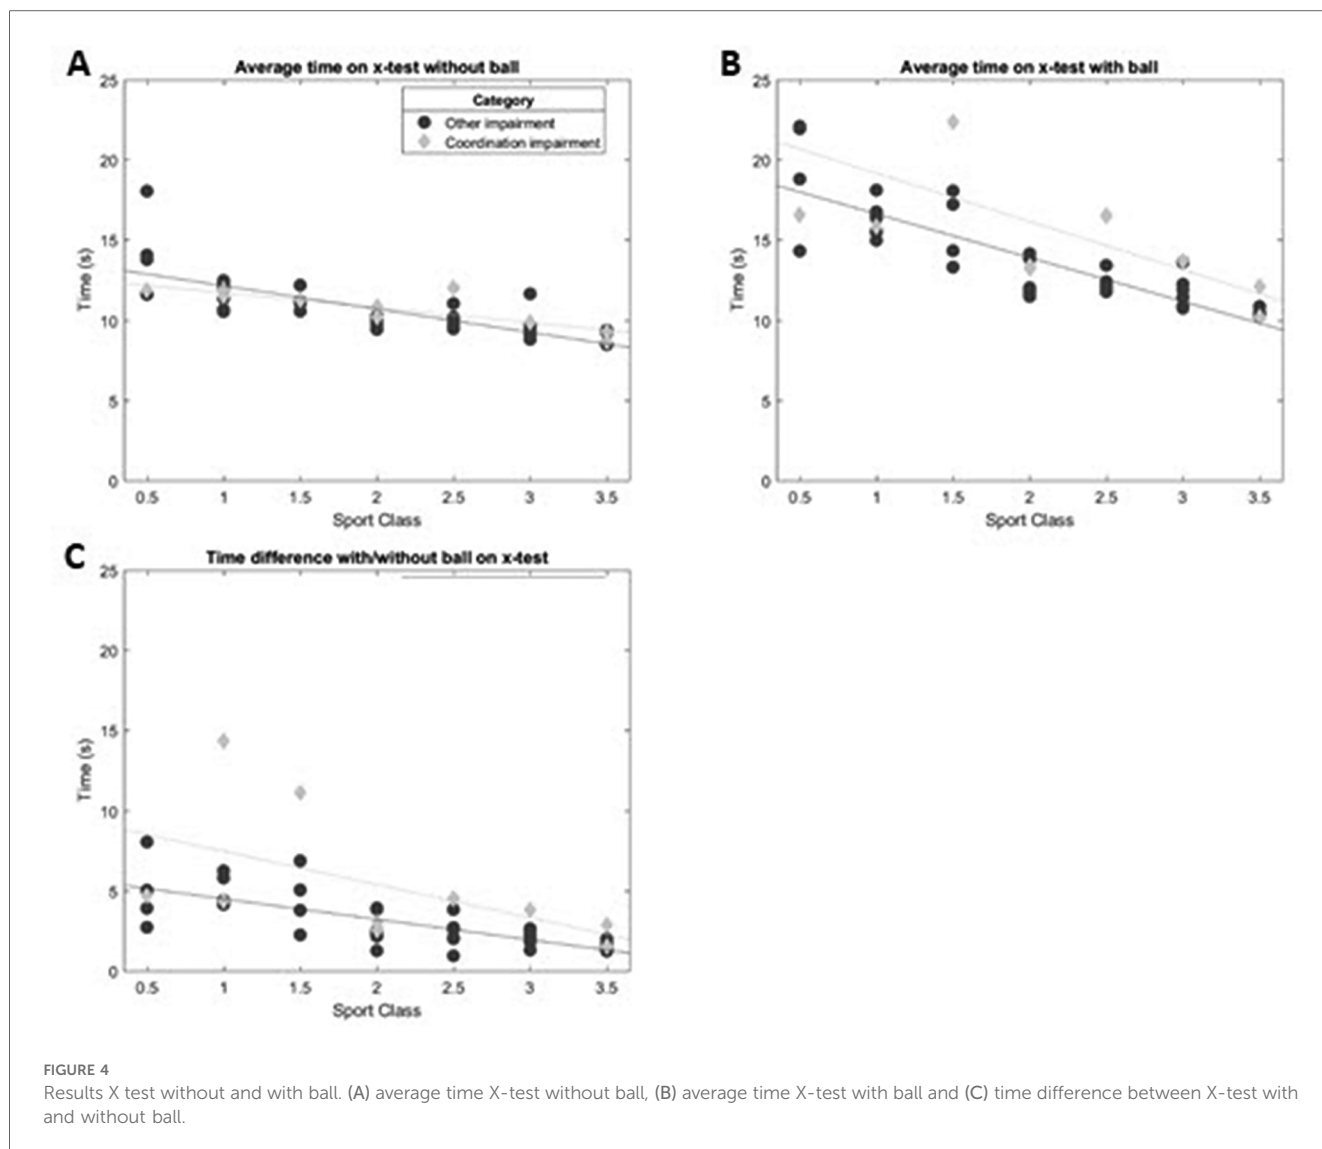 A
Average time on x-test without ball
25
20
15
10
5
0
Time (s)
Category
Other impairment
Coordination impairment
0.5 1 1.5 2 2.5 3 3.5
Sport Class
B
Average time on x-test with ball
25
20
15
10
5
0
Time (s)
0.5 1 1.5 2 2.5 3 3.5
Sport Class
C
Time difference with/without ball on x-test
25
20
15
10
5
0
Time (s)
0.5 1 1.5 2 2.5 3 3.5
Sport Class
FIGURE 4
Results X test without and with ball. (A) average time X-test without ball, (B) average time X-test with ball and (C) time difference between X-test with
and without ball.